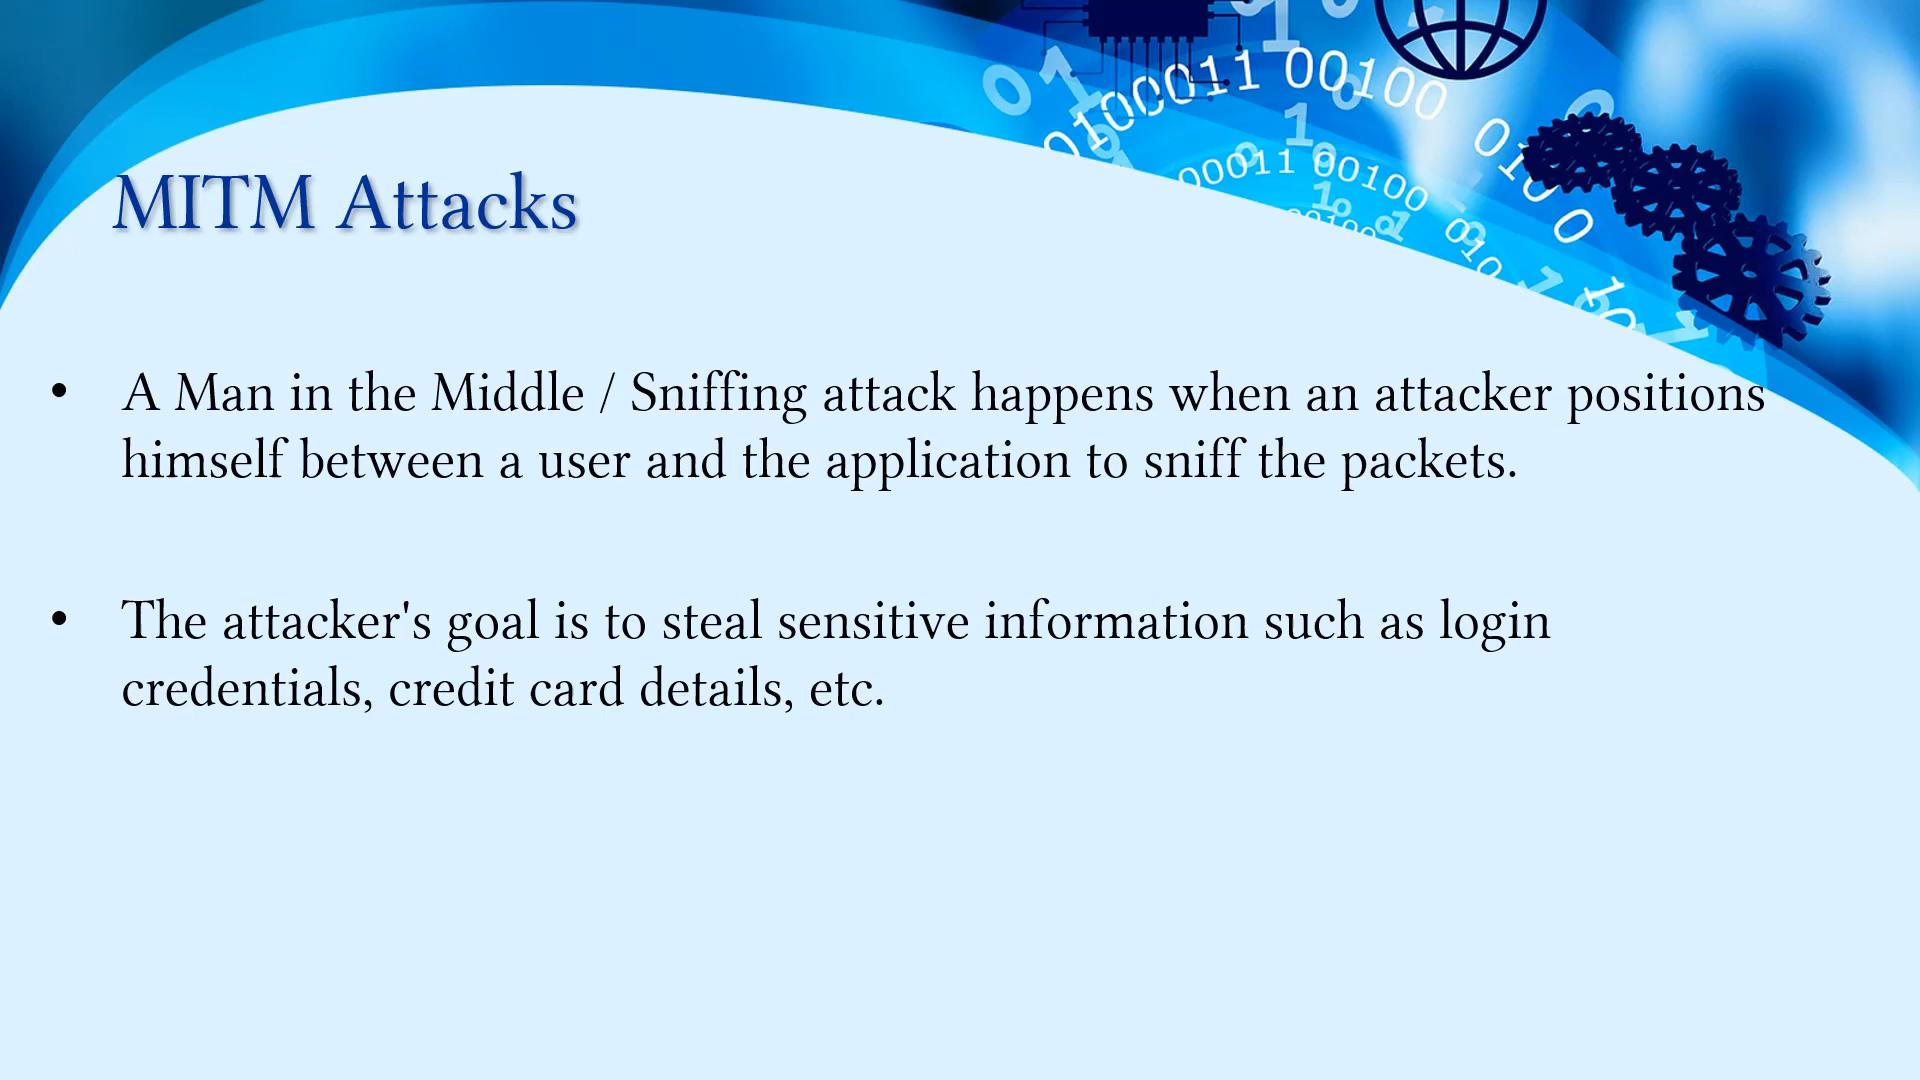 MITM Attacks
• A Man in the Middle / Sniffing attack happens when an attacker positions
himself between a user and the application to sniff the packets.
• The attacker's goal is to steal sensitive information such as login
credentials, credit card details, etc.